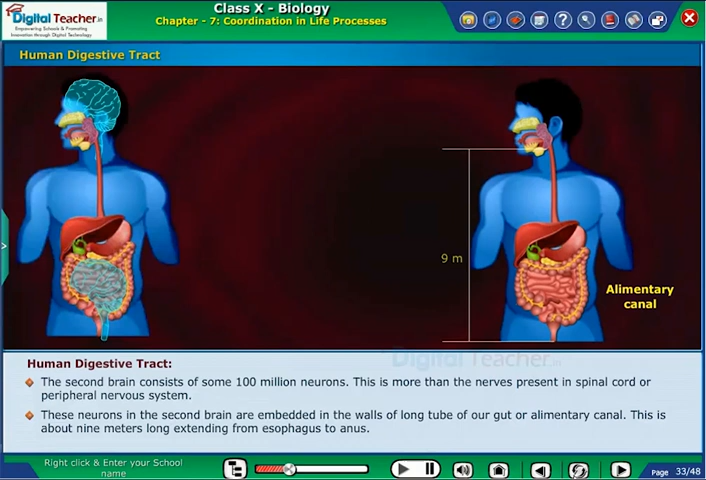 Digital Teacher.in
Empowering Schools & Promoting
Innovation through Digital Technology
Class X - Biology
Chapter - 7: Coordination in Life Processes
Human Digestive Tract
9 m
Alimentary
canal
Digital Teacher.in
Human Digestive Tract:
The second brain consists of some 100 million neurons. This is more than the nerves present in spinal cord or
peripheral nervous system.
These neurons in the second brain are embedded in the walls of long tube of our gut or alimentary canal. This is
about nine meters long extending from esophagus to anus.
Right click & Enter your School
name
Page 33/48